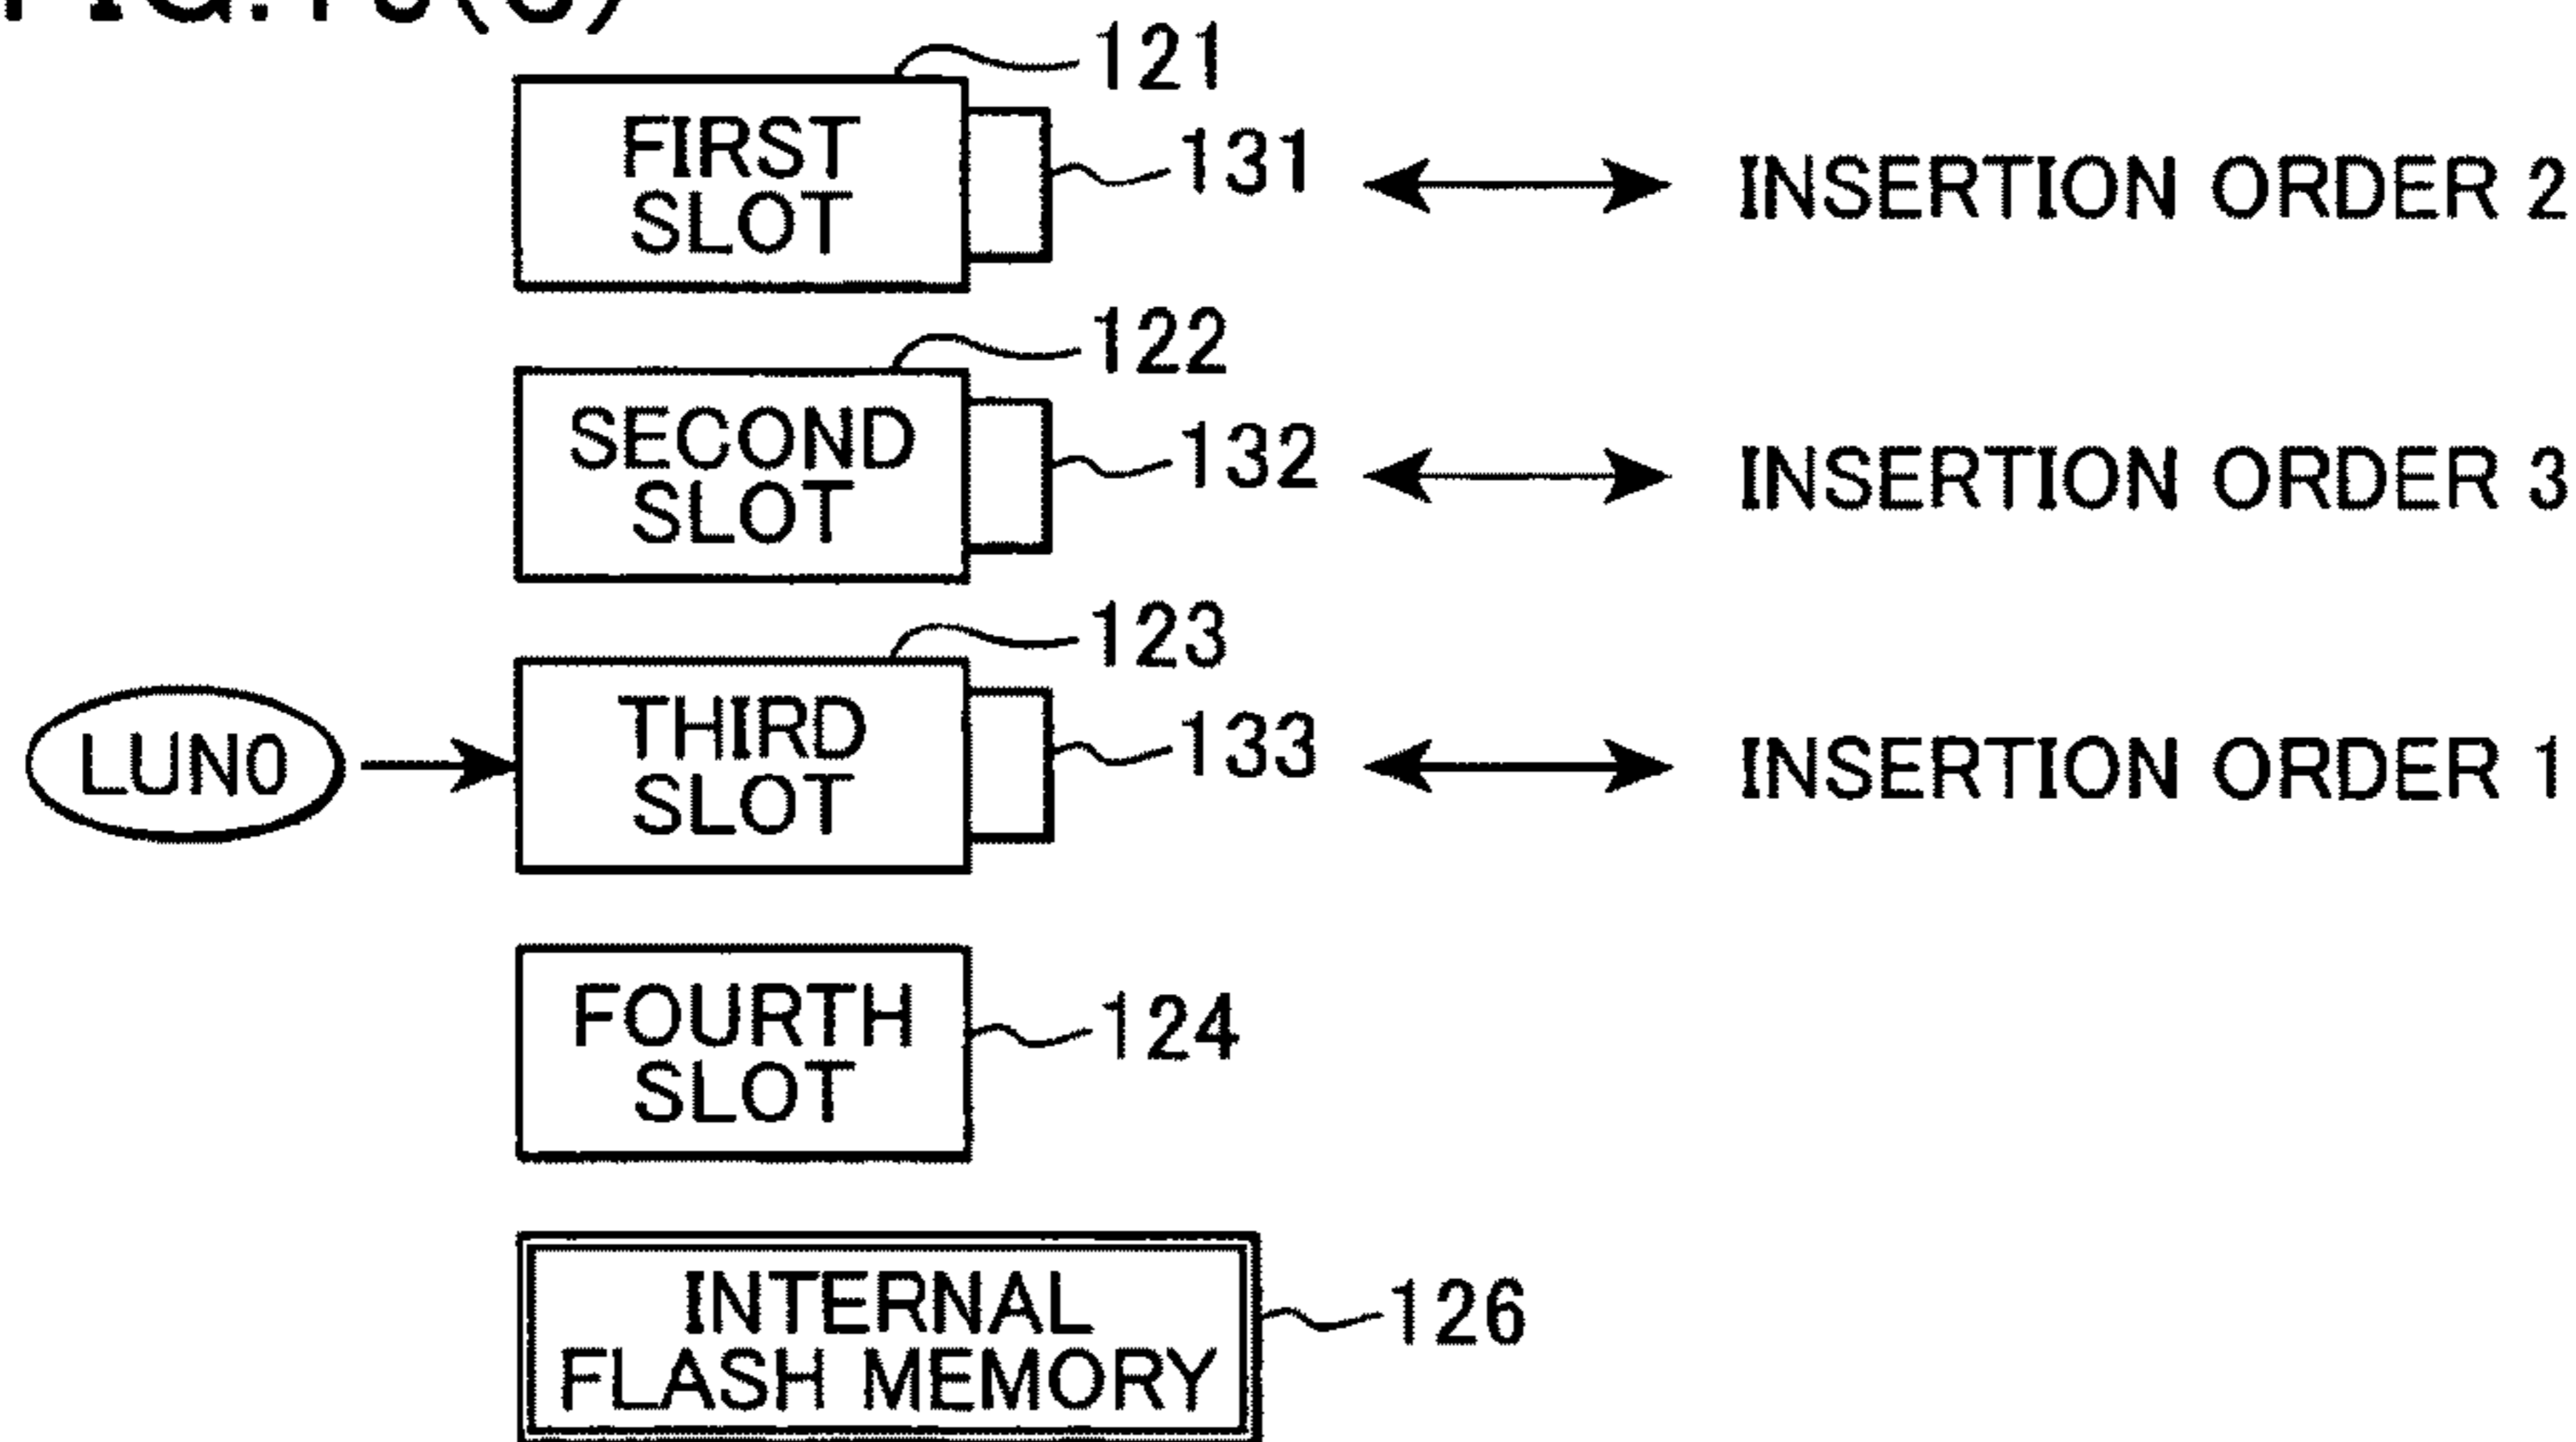 121
FIRST
SLOT
131
INSERTION ORDER 2
122
SECOND
SLOT
132
INSERTION ORDER 3
123
LUN0
THIRD
SLOT
133
INSERTION ORDER 1
FOURTH
SLOT
124
INTERNAL
FLASH MEMORY
126